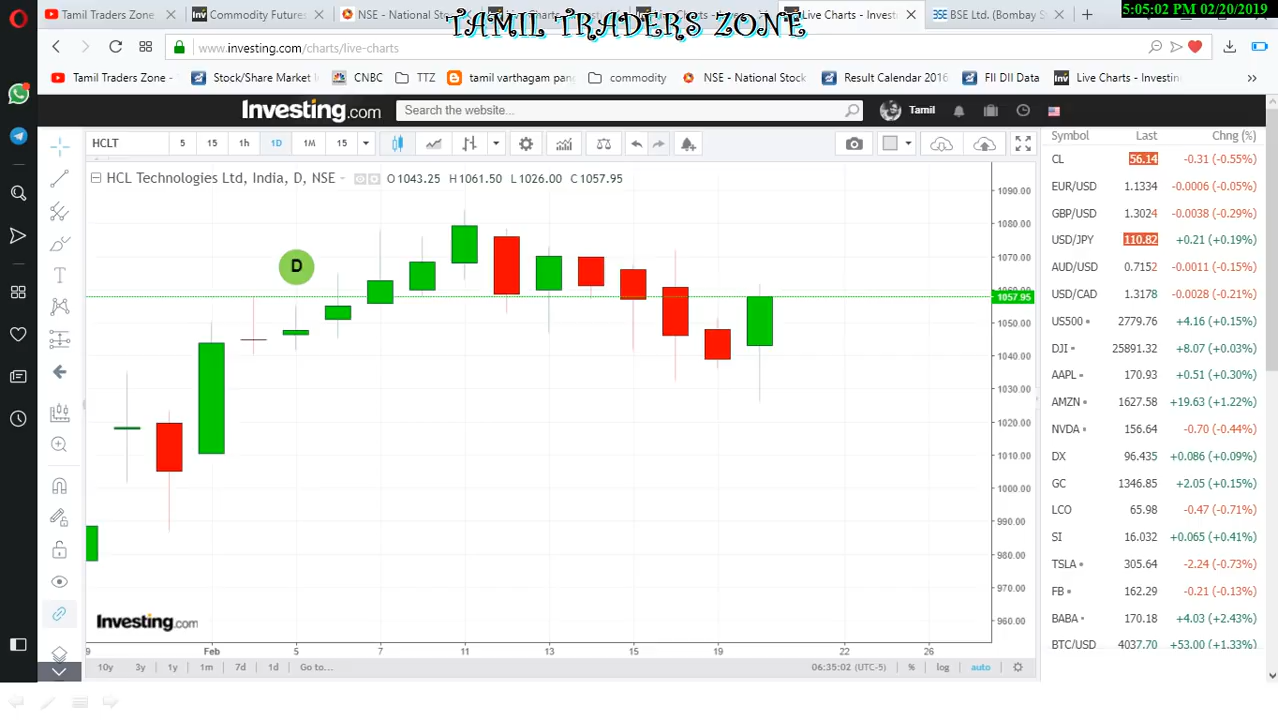 5:05:02 PM 02/20/2019
TAMIL TRADERS ZONE
Tamil Traders Zone
Commodity Futures
NSE - National Sto
Live Charts - Investi
BSE Ltd. (Bombay S
www.investing.com/charts/live-charts
Tamil Traders Zone -
Stock/Share Market
CNBC
TTZ
tamil varthagam pan
commodity
NSE - National Stock
Result Calendar 2016
FII DII Data
Live Charts - Investin
Investing.com
Search the website...
Tamil
HCLT
5
15
1h
1D
1M
15
HCL Technologies Ltd, India, D, NSE
O1043.25 H1061.50 L1026.00 C1057.95
D
1090.00
1080.00
1070.00
1060.00
1057.95
1050.00
1040.00
1030.00
1020.00
1010.00
1000.00
990.00
980.00
970.00
960.00
Investing.com
9 Feb 5 7 11 13 15 19 22 26
10y 3y 1y 1m 7d 1d Go to...
06:35:02 (UTC-5) % log auto
Symbol Last Chng (%)
CL 56.14 -0.31 (-0.55%)
EUR/USD 1.1334 -0.0006 (-0.05%)
GBP/USD 1.3024 -0.0038 (-0.29%)
USD/JPY 110.82 +0.21 (+0.19%)
AUD/USD 0.7152 -0.0011 (-0.15%)
USD/CAD 1.3178 -0.0028 (-0.21%)
US500 2779.76 +4.16 (+0.15%)
DJI 25891.32 +8.07 (+0.03%)
AAPL 170.93 +0.51 (+0.30%)
AMZN 1627.58 +19.63 (+1.22%)
NVDA 156.64 -0.70 (-0.44%)
DX 96.435 +0.086 (+0.09%)
GC 1346.85 +2.05 (+0.15%)
LCO 65.98 -0.47 (-0.71%)
SI 16.032 +0.065 (+0.41%)
TSLA 305.64 -2.24 (-0.73%)
FB 162.29 -0.21 (-0.13%)
BABA 170.18 +4.03 (+2.43%)
BTC/USD 4037.70 +53.00 (+1.33%)